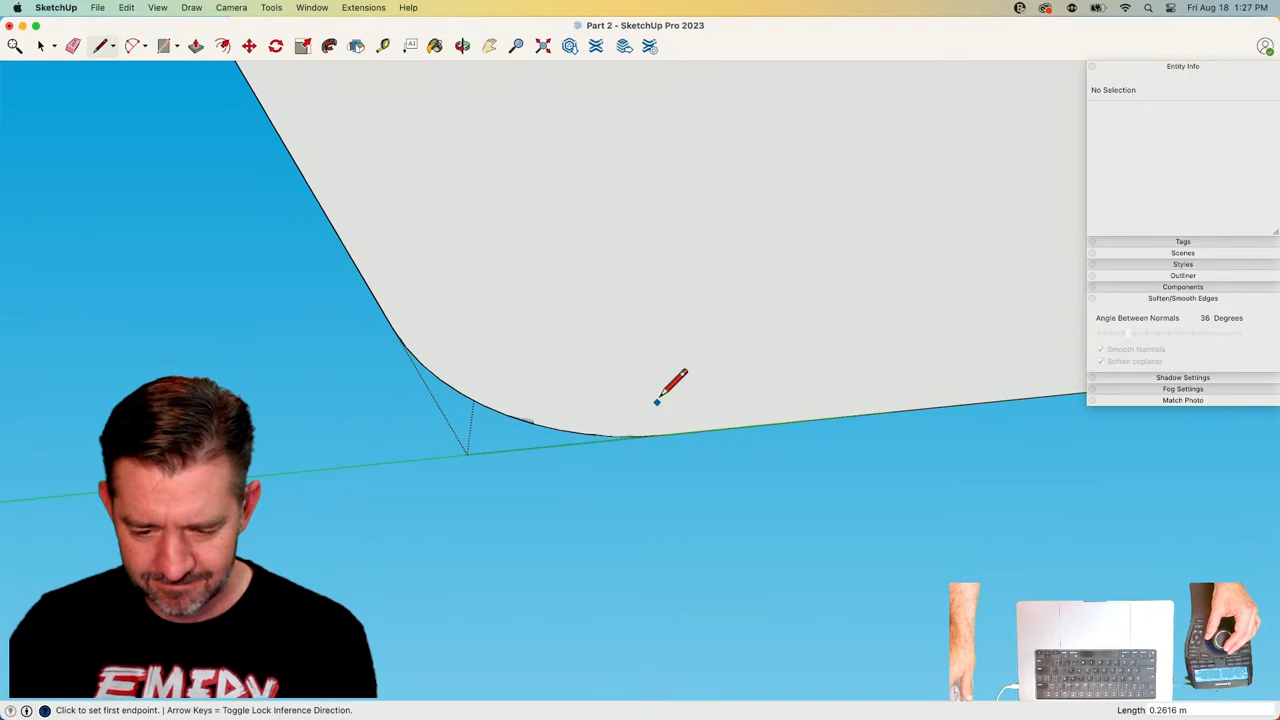 SketchUp File Edit View Draw Camera Tools Window Extensions Help Fri Aug 18 1:27 PM
Part 2 - SketchUp Pro 2023
Entity Info
No Selection
Tags
Scenes
Styles
Outliner
Components
Soften/Smooth Edges
Angle Between Normals 36 Degrees
Smooth Normals
Soften coplanar
Shadow Settings
Fog Settings
Match Photo
EMERY
Click to set first endpoint. | Arrow Keys = Toggle Lock Inference Direction. Length 0.2616 m